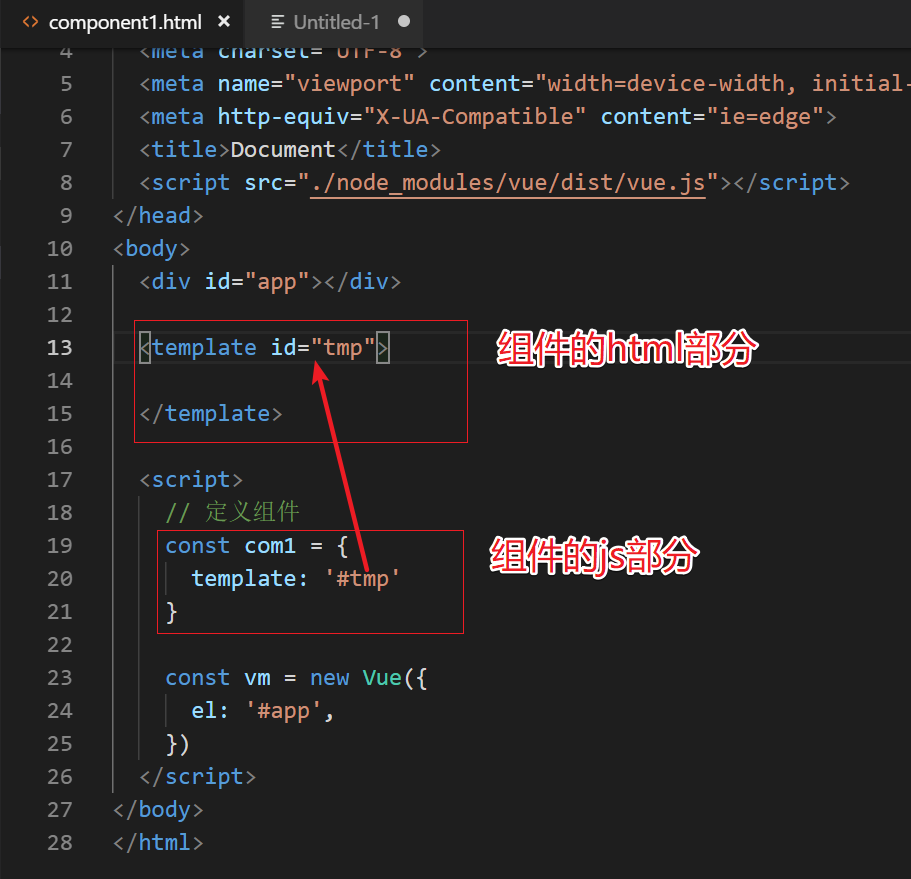 component1.html × Untitled-1
4 <meta charset="UTF-8">
5 <meta name="viewport" content="width=device-width, initial-
6 <meta http-equiv="X-UA-Compatible" content="ie=edge">
7 <title>Document</title>
8 <script src="./node_modules/vue/dist/vue.js"></script>
9 </head>
10 <body>
11 <div id="app"></div>
12
13 <template id="tmp"> 组件的html部分
14
15 </template>
16
17 <script>
18 // 定义组件
19 const com1 = { 组件的js部分
20 template: '#tmp'
21 }
22
23 const vm = new Vue({
24 el: '#app',
25 })
26 </script>
27 </body>
28 </html>